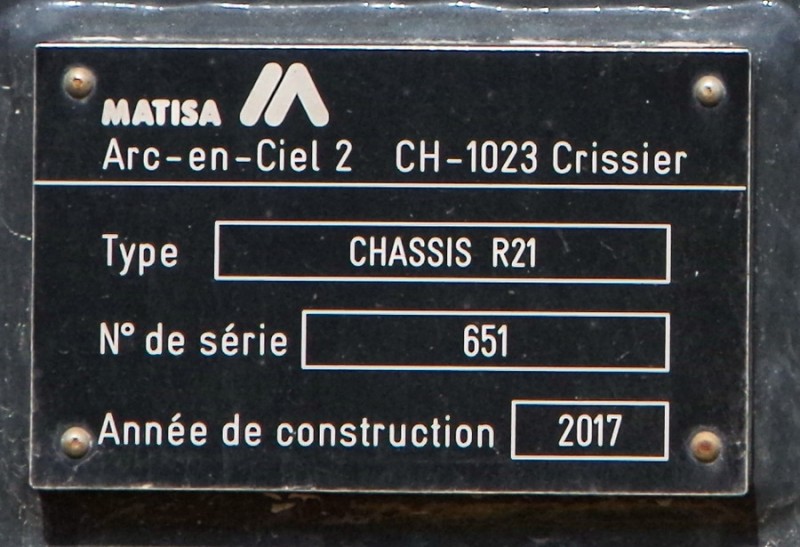 MATISA
Arc-en-Ciel 2 CH-1023 Crissier
Type CHASSIS R21
N° de série 651
Année de construction 2017